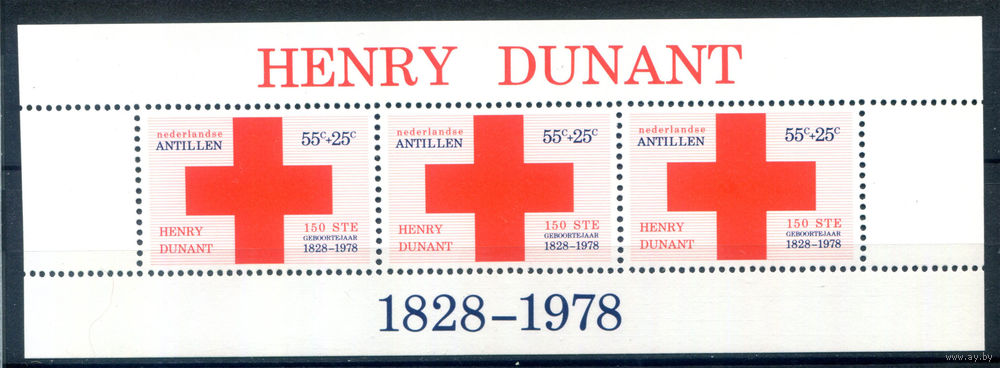 HENRY DUNANT
nederlandse
ANTILLEN
55c+25c
HENRY
DUNANT
150 STE
GEBOORTEJAAR
1828-1978
nederlandse
ANTILLEN
55c+25c
HENRY
DUNANT
150 STE
GEBOORTEJAAR
1828-1978
nederlandse
ANTILLEN
55c+25c
HENRY
DUNANT
150 STE
GEBOORTEJAAR
1828-1978
1828-1978
www.ay.by